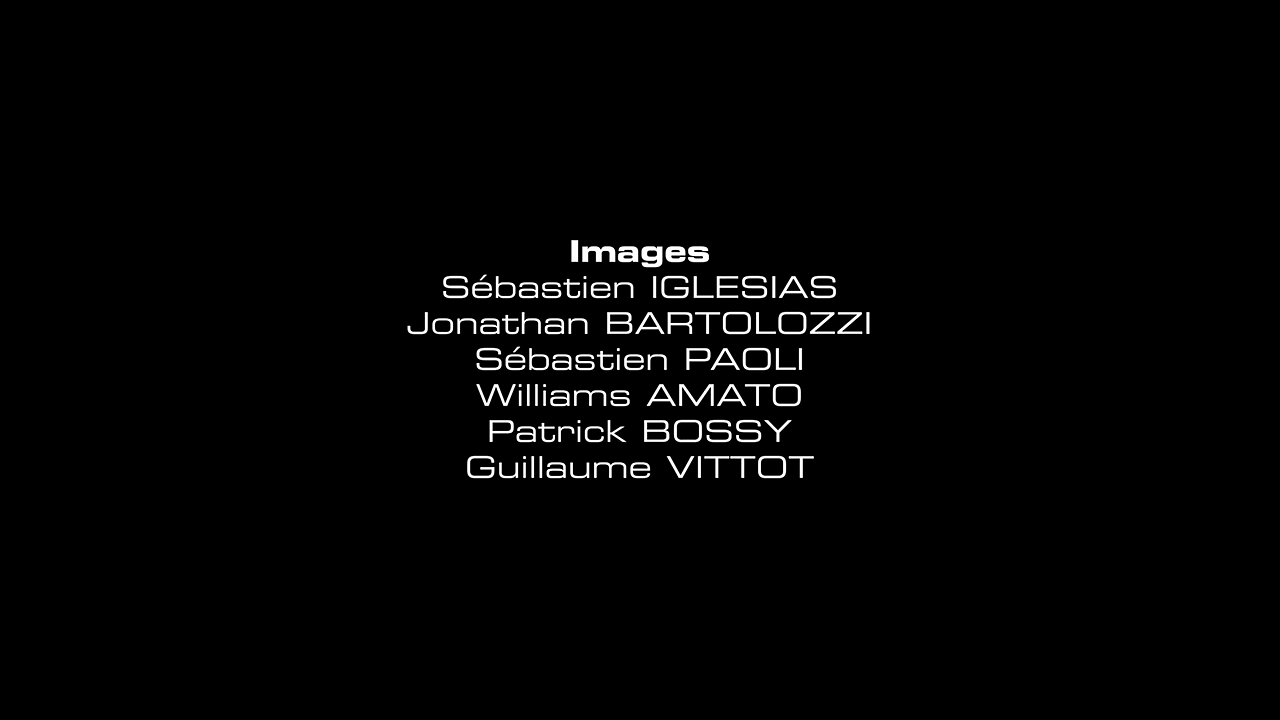 Images
Sébastien IGLESIAS
Jonathan BARTOLOZZI
Sébastien PAOLI
Williams AMATO
Patrick BOSSY
Guillaume VITTOT